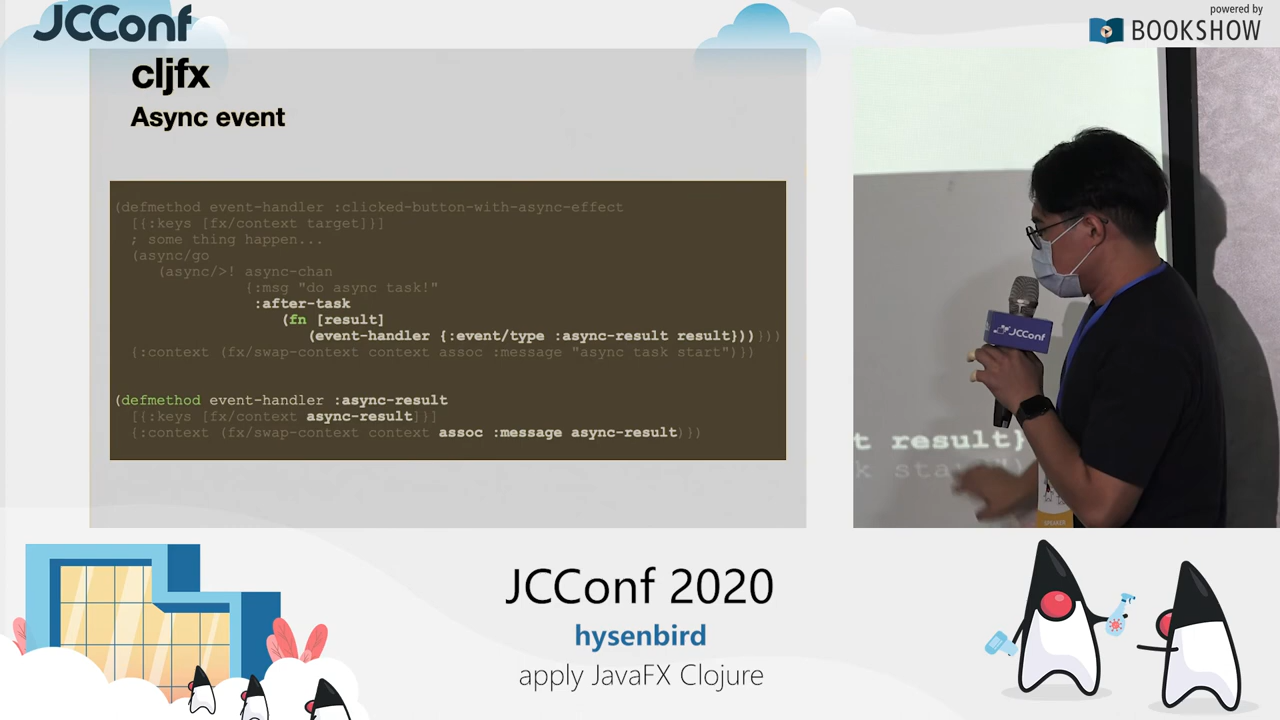 JCConf
powered by
BOOKSHOW
cljfx
Async event
(defmethod event-handler :clicked-button-with-async-effect
[{:keys [fx/context target]}]
; some thing happen...
(async/go
(async/>! async-chan
{:msg "do async task!"
:after-task
(fn [result]
(event-handler {:event/type :async-result result}))}))
{:context (fx/swap-context context assoc :message "async task start")})
(defmethod event-handler :async-result
[{:keys [fx/context async-result]}]
{:context (fx/swap-context context assoc :message async-result)})
JCConf
t result}
k start")
SPEAKER
JCConf 2020
hysenbird
apply JavaFX Clojure